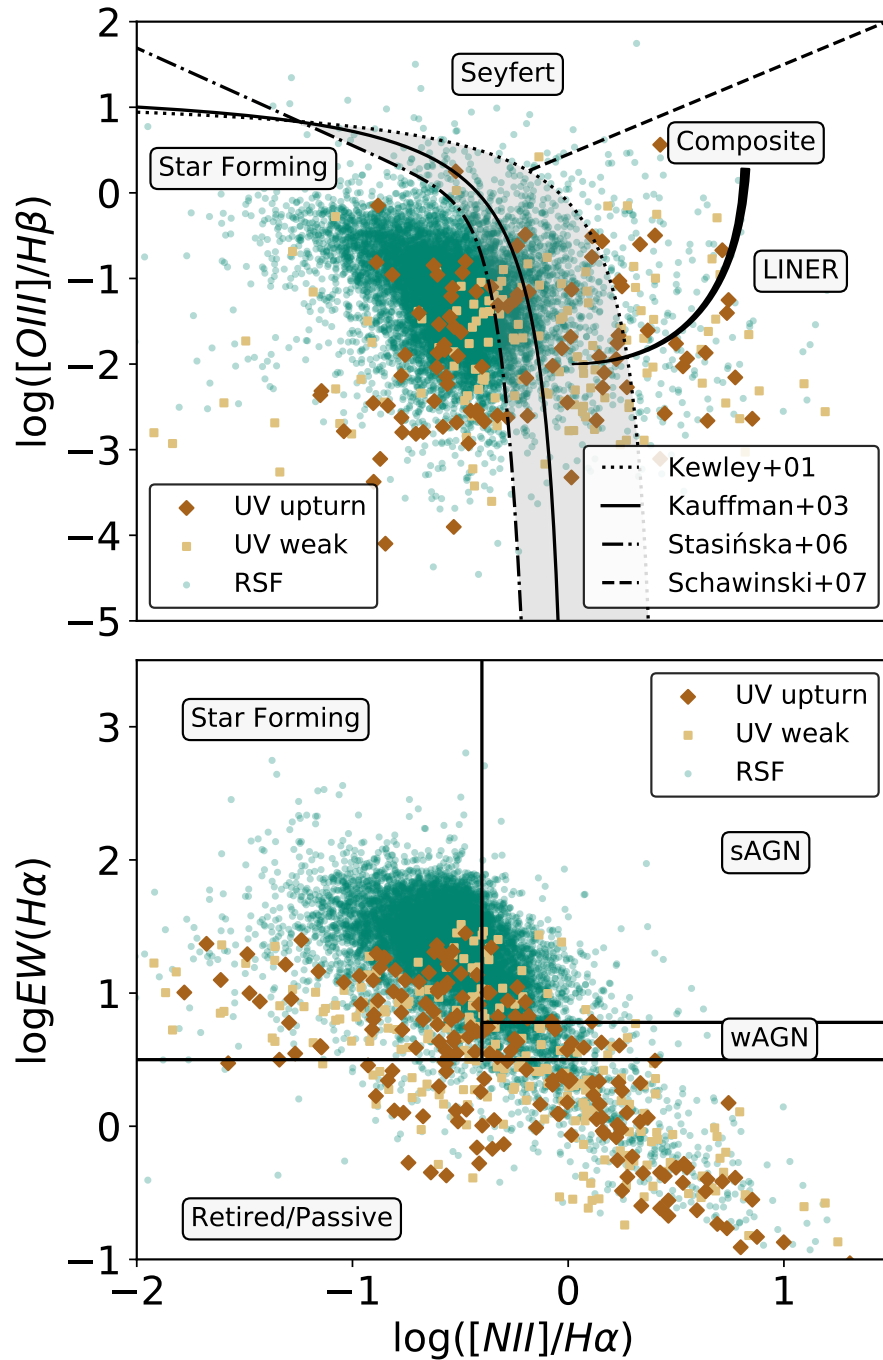 2
Seyfert
1
Composite
Star Forming
0
log([OIII]/Hβ)
−1
LINER
−2
−3
UV upturn
UV weak
RSF
Kewley+01
Kauffman+03
Stasińska+06
Schawinski+07
−4
−5
3
Star Forming
UV upturn
UV weak
RSF
2
sAGN
logEW(Hα)
1
wAGN
0
Retired/Passive
−1
−2
−1
0
1
log([NII]/Hα)